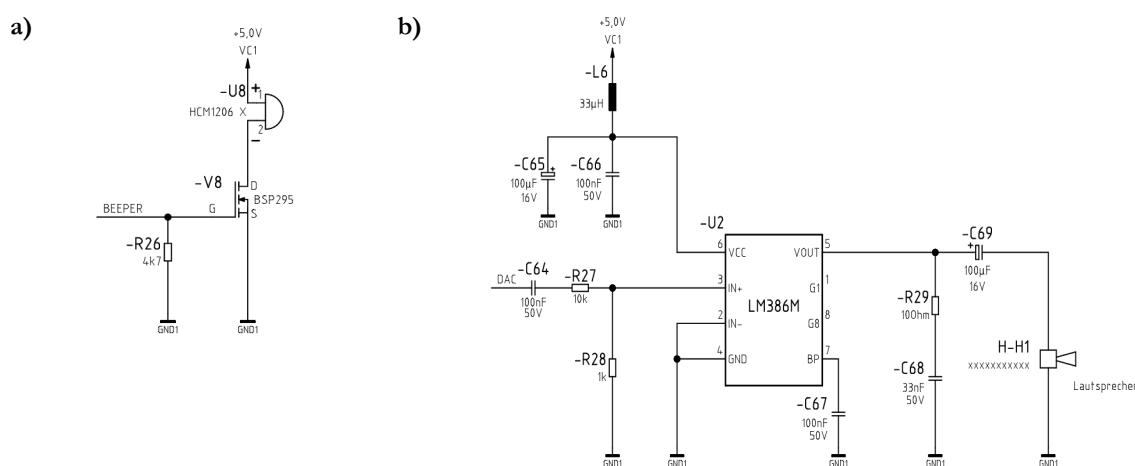 a)
+5,0V
VC1
-U8
+
1
HCM1206 X
2
-
-V8
D
BSP295
BEEPER
G
S
-R26
4k7
GND1
GND1
b)
+5,0V
VC1
-L6
33µH
-C65
+
100µF
16V
-C66
100nF
50V
GND1
GND1
-U2
6
VCC
VOUT
5
-C69
+
100µF
16V
DAC
-C64
100nF
50V
-R27
10k
3
IN+
G1
1
LM386M
-R29
10Ohm
2
IN-
G8
8
-R28
1k
4
GND
BP
7
H-H1
xxxxxxxxxxx
-C68
33nF
50V
Lautsprecher
-C67
100nF
50V
GND1
GND1
GND1
GND1
GND1